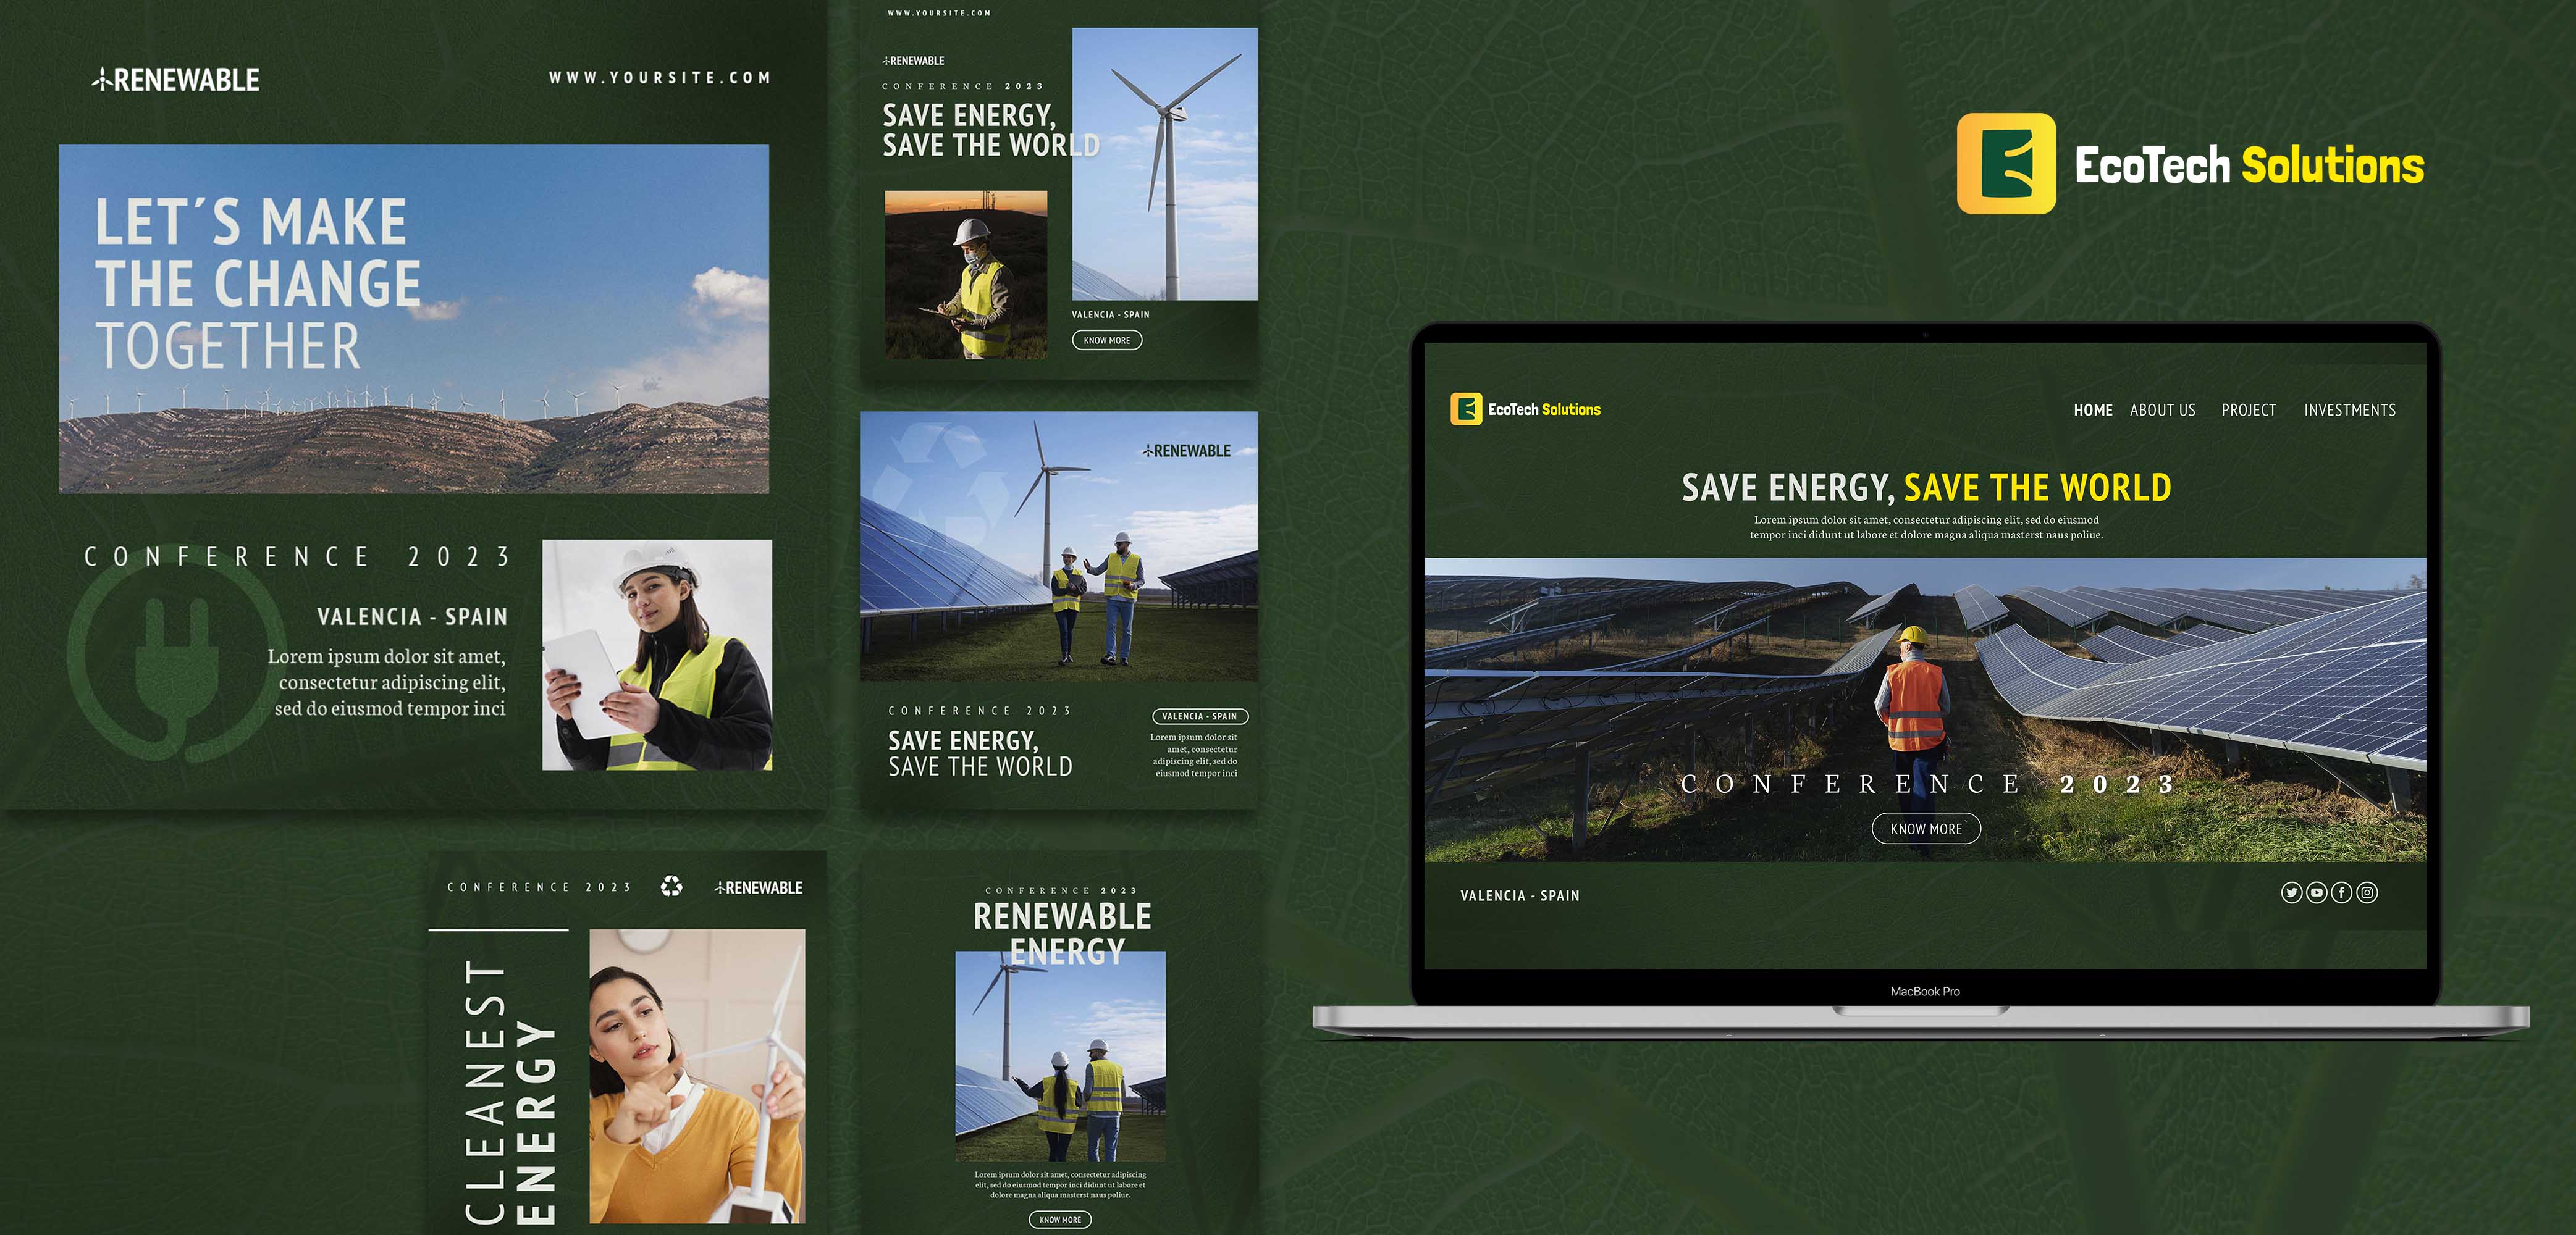 RENEWABLE
WWW.YOURSITE.COM
LET´S MAKE
THE CHANGE
TOGETHER
CONFERENCE 2023
VALENCIA - SPAIN
Lorem ipsum dolor sit amet,
consectetur adipiscing elit,
sed do eiusmod tempor inci
WWW.YOURSITE.COM
RENEWABLE
CONFERENCE 2023
SAVE ENERGY,
SAVE THE WORLD
VALENCIA - SPAIN
KNOW MORE
RENEWABLE
CONFERENCE 2023
SAVE ENERGY,
SAVE THE WORLD
VALENCIA - SPAIN
Lorem ipsum dolor sit
amet, consectetur
adipiscing elit, sed do
eiusmod tempor inci
CONFERENCE 2023
RENEWABLE
CLEANEST
ENERGY
CONFERENCE 2023
RENEWABLE
ENERGY
Lorem ipsum dolor sit amet, consectetur adipiscing
elit, sed do eiusmod tempor inci didunt ut labore et
dolore magna aliqua masterst naus poliue.
KNOW MORE
EcoTech Solutions
EcoTech Solutions
HOME ABOUT US PROJECT INVESTMENTS
SAVE ENERGY, SAVE THE WORLD
Lorem ipsum dolor sit amet, consectetur adipiscing elit, sed do eiusmod
tempor inci didunt ut labore et dolore magna aliqua masterst naus poliue.
CONFERENCE 2023
KNOW MORE
VALENCIA - SPAIN
MacBook Pro